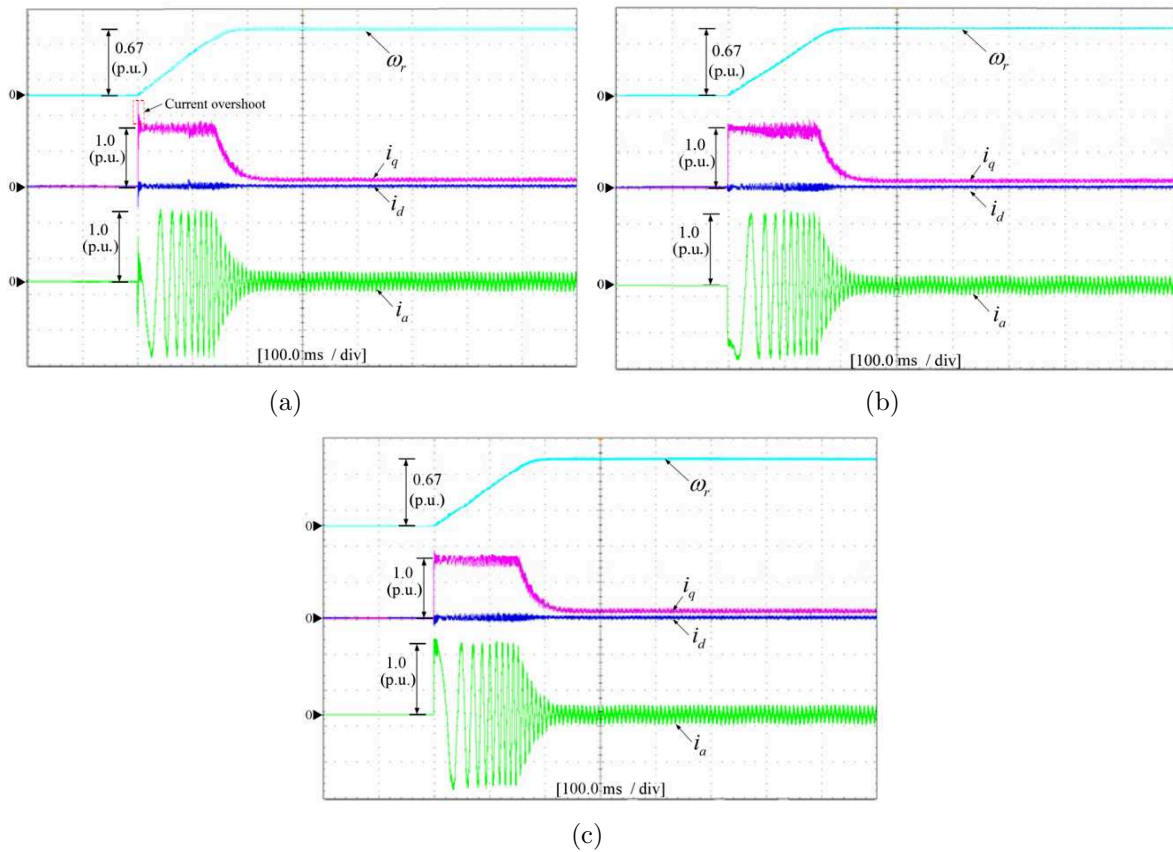 0.67
(p.u.)
ω_r
0
Current overshoot
1.0
(p.u.)
i_q
0
i_d
1.0
(p.u.)
0
i_a
[100.0 ms / div]
(a)
0.67
(p.u.)
ω_r
0
1.0
(p.u.)
i_q
0
i_d
1.0
(p.u.)
0
i_a
[100.0 ms / div]
(b)
0.67
(p.u.)
ω_r
0
1.0
(p.u.)
i_q
0
i_d
1.0
(p.u.)
0
i_a
[100.0 ms / div]
(c)